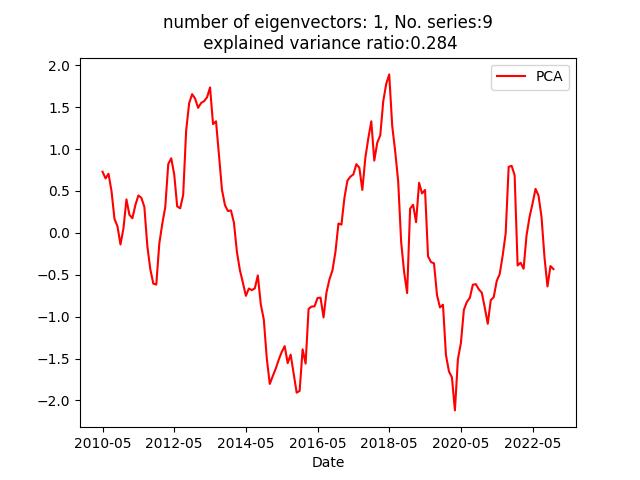 number of eigenvectors: 1, No. series:9
explained variance ratio:0.284
PCA
2.0
1.5
1.0
0.5
0.0
−0.5
−1.0
−1.5
−2.0
2010-05 2012-05 2014-05 2016-05 2018-05 2020-05 2022-05
Date